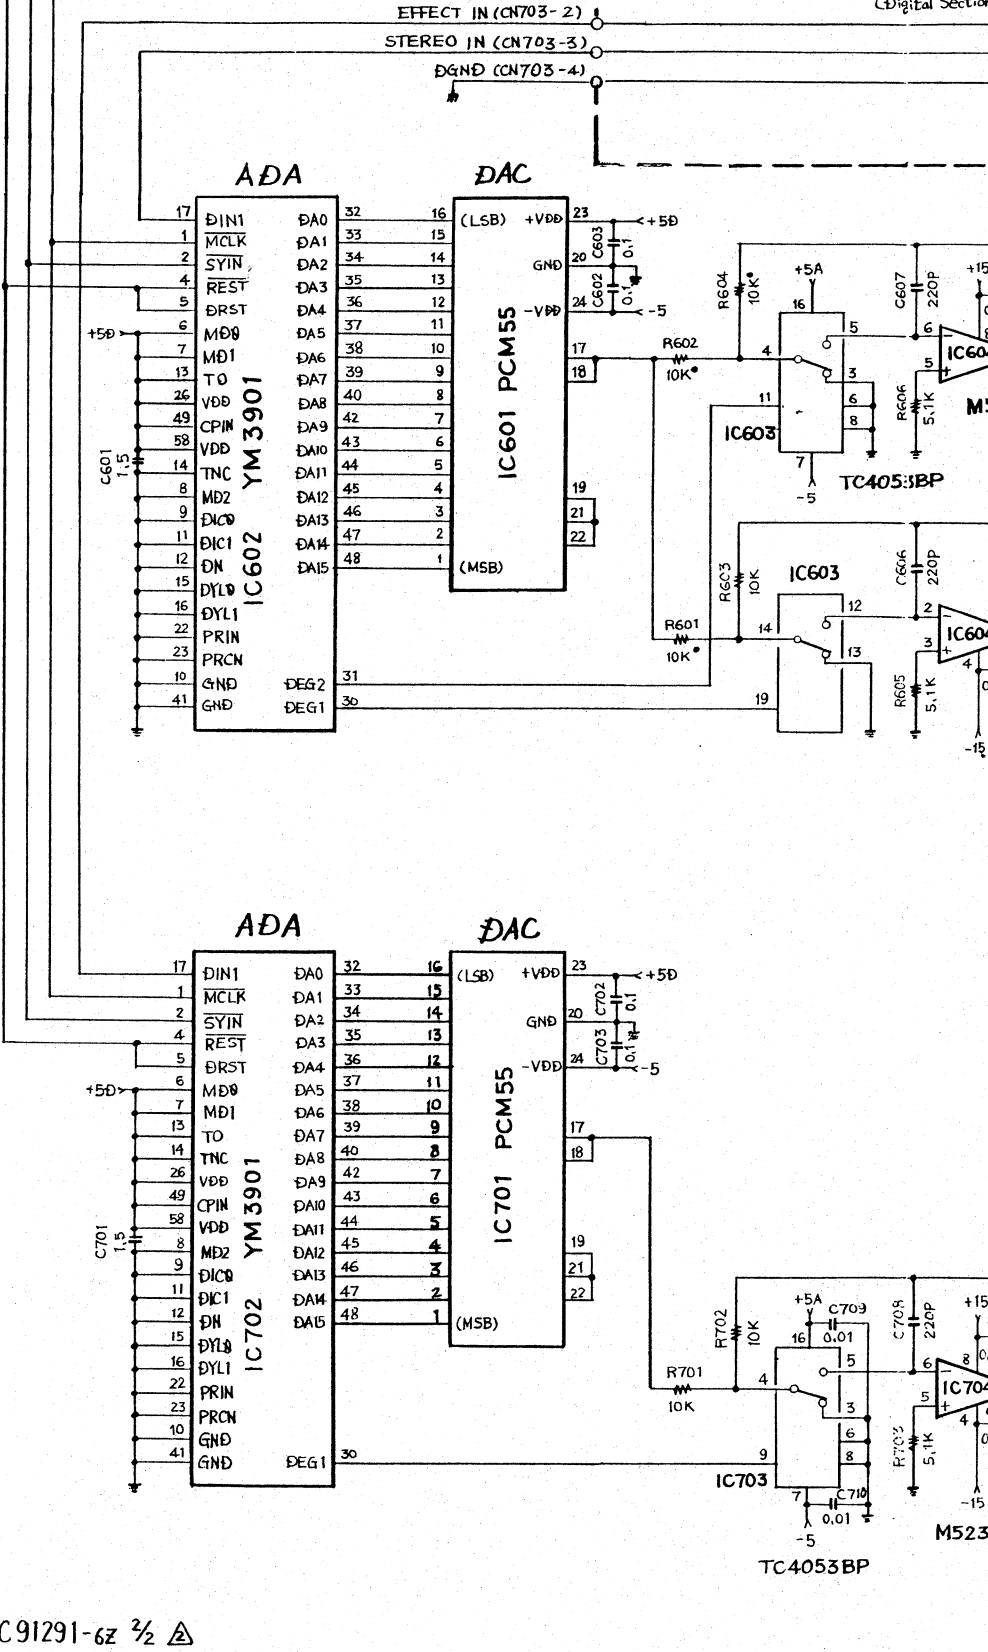 EFFECT IN (CN703-2)
(Digital Section
STEREO IN (CN703-3)
DGND (CN703-4)
ADA
DAC
17 DIN1 DA0 32 16 (LSB) +VDD 23 +5D
1 MCLK DA1 33 15
C603 0.1
2 SYIN DA2 34 14 GND 20
4 REST DA3 35 13
C602 0.1
5 DRST DA4 36 12 -VDD 24 -5
+5D 6 MD0 DA5 37 11
7 MD1 DA6 38 10 17
13 TO DA7 39 9 18
26 VDD DA8 40 8
49 CPIN DA9 42 7
58 VDD DA10 43 6
14 TNC DA11 44 5
8 MD2 DA12 45 4 19
9 DIC0 DA13 46 3 21
11 DIC1 DA14 47 2 22
12 DN DA15 48 1 (MSB)
15 DYL0
16 DYL1
22 PRIN
23 PRCN
10 GND DEG2 31
41 GND DEG1 30
C601 1.5
IC602 YM3901
IC601 PCM55
R604 10K
+5A
16
C607 220P
+15
R602 10K
4
5
3
6
8
11
7
-5
IC603
TC4053BP
6 -
5 +
8
IC604
R606 5.1K
M5
R603 10K
IC603
C606 220P
R601 10K
14
12
13
19
2 -
3 +
4
IC604
R605 5.1K
-15
ADA
DAC
17 DIN1 DA0 32 16 (LSB) +VDD 23 +5D
1 MCLK DA1 33 15
C702 0.1
2 SYIN DA2 34 14 GND 20
4 REST DA3 35 13
C703 0.1
5 DRST DA4 36 12 -VDD 24 -5
+5D 6 MD0 DA5 37 11
7 MD1 DA6 38 10
13 TO DA7 39 9 17
14 TNC DA8 40 8 18
26 VDD DA9 42 7
49 CPIN DA10 43 6
58 VDD DA11 44 5
8 MD2 DA12 45 4 19
9 DIC0 DA13 46 3 21
11 DIC1 DA14 47 2 22
12 DN DA15 48 1 (MSB)
15 DYL0
16 DYL1
22 PRIN
23 PRCN
10 GND
41 GND DEG1 30
C701 1.5
IC702 YM3901
IC701 PCM55
R702 10K
+5A
16
C709 0.01
C708 220P
+15
R701 10K
4
5
3
6
8
9
7
-5
IC703
C710 0.01
TC4053BP
6 -
5 +
8
4
IC704
R703 5.1K
-15
M523
C91291-6Z 2/2 2